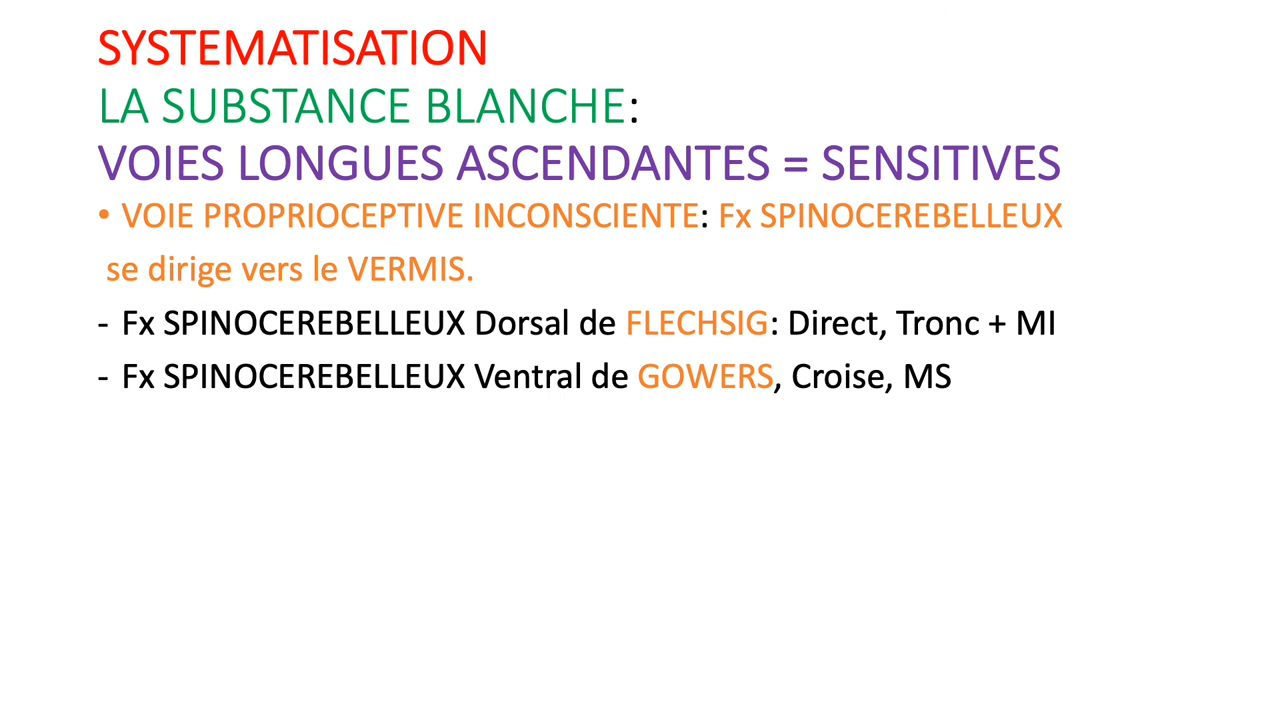 SYSTEMATISATION
LA SUBSTANCE BLANCHE:
VOIES LONGUES ASCENDANTES = SENSITIVES
• VOIE PROPRIOCEPTIVE INCONSCIENTE: Fx SPINOCEREBELLEUX
se dirige vers le VERMIS.
- Fx SPINOCEREBELLEUX Dorsal de FLECHSIG: Direct, Tronc + MI
- Fx SPINOCEREBELLEUX Ventral de GOWERS, Croise, MS